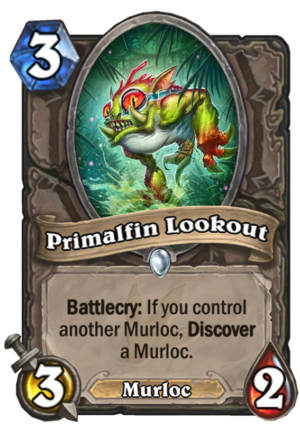 3
Primalfin Lookout
Battlecry: If you control
another Murloc, Discover
a Murloc.
3
Murloc
2